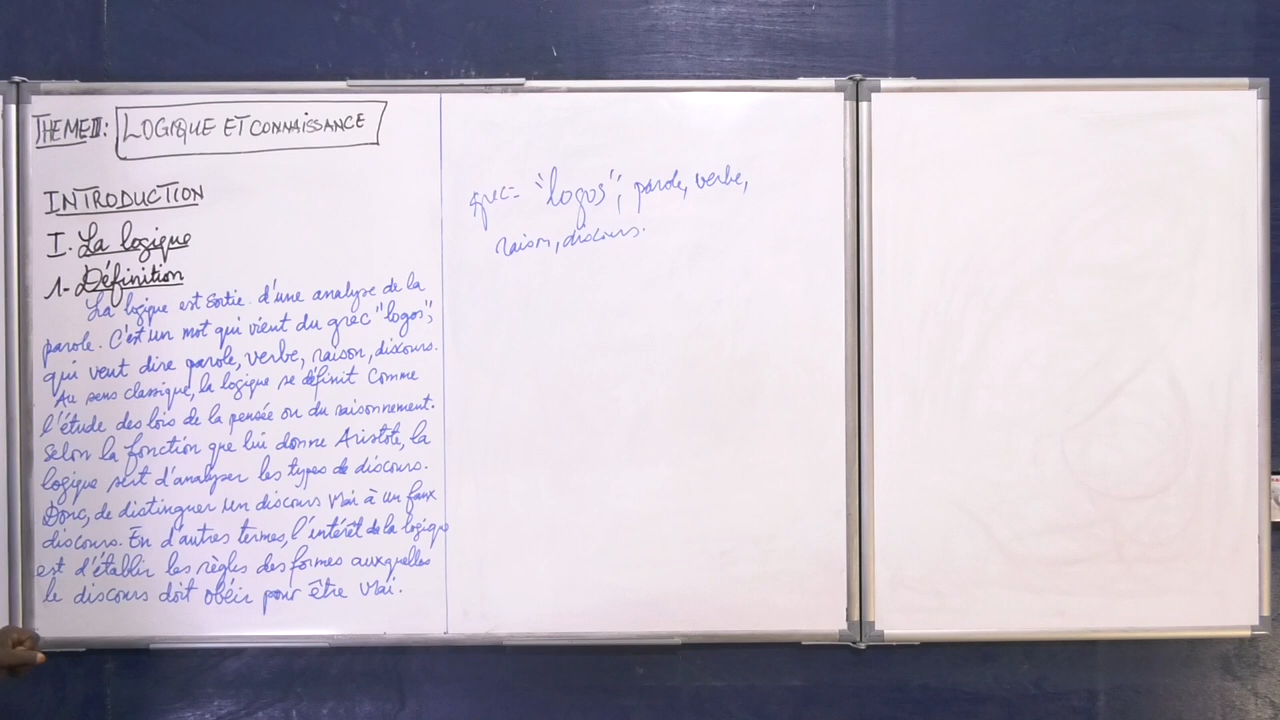 THEME II: LOGIQUE ET CONNAISSANCE
INTRODUCTION
I. La logique
1- Définition
La logique est sortie d'une analyse de la
parole. C'est un mot qui vient du grec "logos";
qui veut dire parole, verbe, raison, discours.
Au sens classique, la logique se définit comme
l'étude des lois de la pensée ou du raisonnement.
Selon la fonction que lui donne Aristote, la
logique sert d'analyser les types de discours.
Donc, de distinguer un discours vrai à un faux
discours. En d'autres termes, l'intérêt de la logique
est d'établir les règles des formes auxquelles
le discours doit obéir pour être vrai.
grec= "logos"; parole, verbe,
raison, discours.